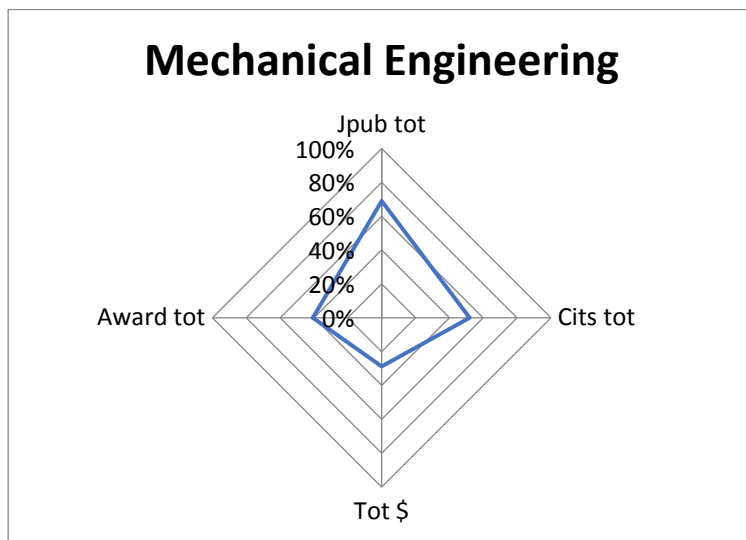 Mechanical Engineering
Jpub tot
100%
80%
60%
40%
20%
0%
Award tot
Cits tot
Tot $